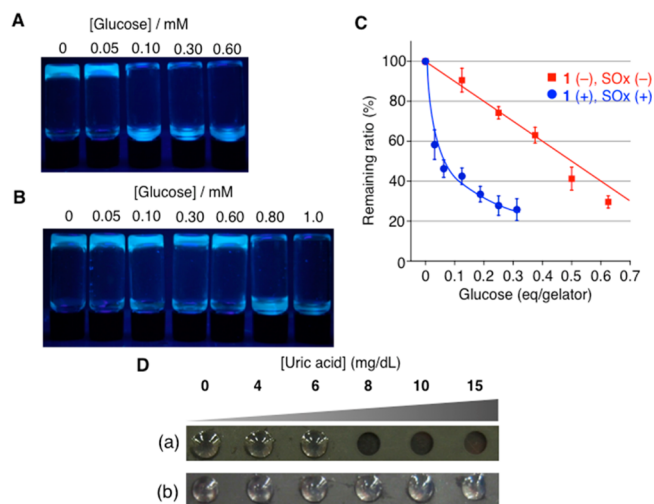 A
[Glucose] / mM
0 0.05 0.10 0.30 0.60
B
[Glucose] / mM
0 0.05 0.10 0.30 0.60 0.80 1.0
C
Remaining ratio (%)
100
80
60
40
20
0
0 0.1 0.2 0.3 0.4 0.5 0.6 0.7
Glucose (eq/gelator)
1 (–), SOx (–)
1 (+), SOx (+)
D
[Uric acid] (mg/dL)
0 4 6 8 10 15
(a)
(b)